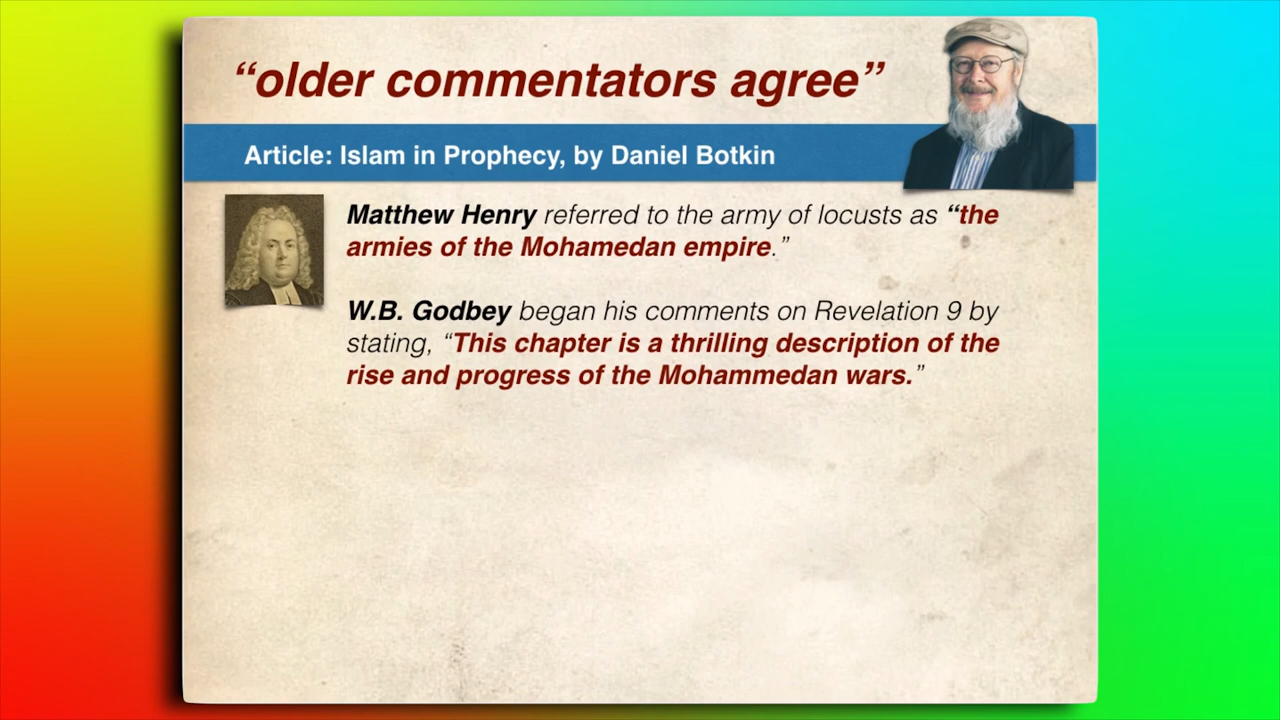 “older commentators agree”
Article: Islam in Prophecy, by Daniel Botkin
Matthew Henry referred to the army of locusts as “the
armies of the Mohamedan empire.”
W.B. Godbey began his comments on Revelation 9 by
stating, “This chapter is a thrilling description of the
rise and progress of the Mohammedan wars.”